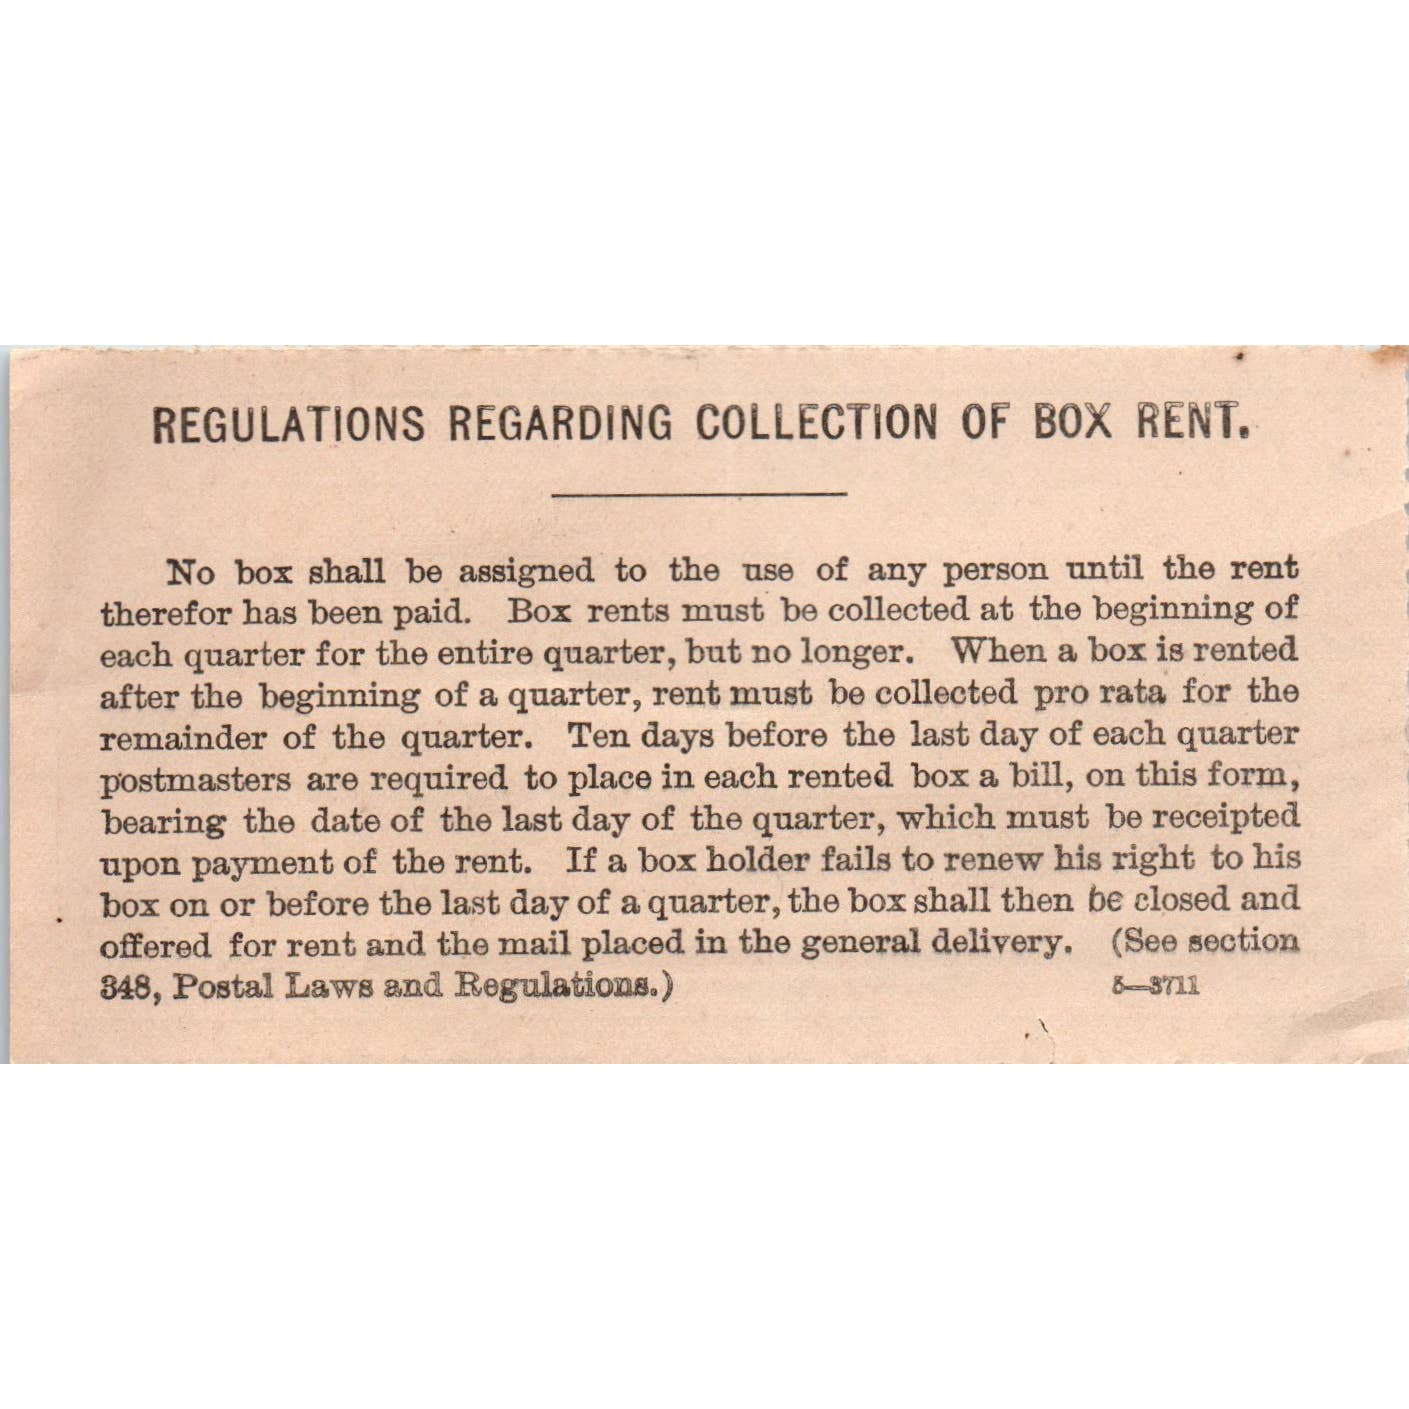 REGULATIONS REGARDING COLLECTION OF BOX RENT.
No box shall be assigned to the use of any person until the rent
therefor has been paid. Box rents must be collected at the beginning of
each quarter for the entire quarter, but no longer. When a box is rented
after the beginning of a quarter, rent must be collected pro rata for the
remainder of the quarter. Ten days before the last day of each quarter
postmasters are required to place in each rented box a bill, on this form,
bearing the date of the last day of the quarter, which must be receipted
upon payment of the rent. If a box holder fails to renew his right to his
box on or before the last day of a quarter, the box shall then be closed and
offered for rent and the mail placed in the general delivery. (See section
348, Postal Laws and Regulations.) 5—3711